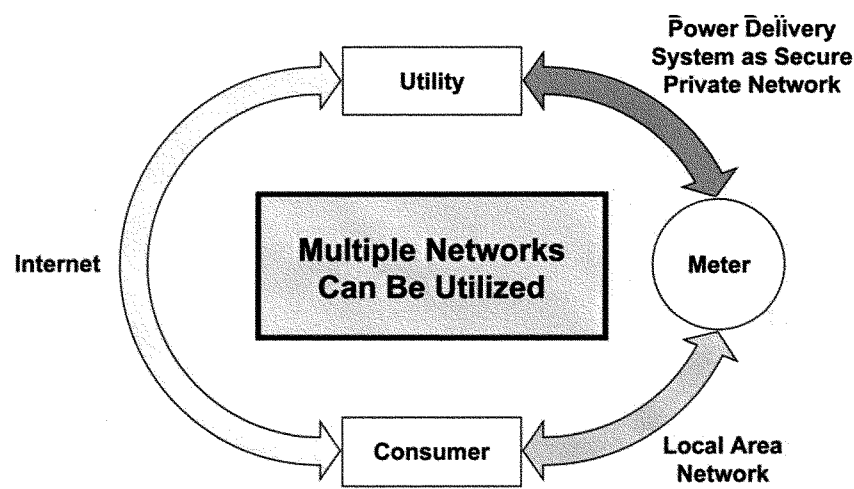 Power Delivery
System as Secure
Private Network
Utility
Internet
Multiple Networks
Can Be Utilized
Meter
Consumer
Local Area
Network